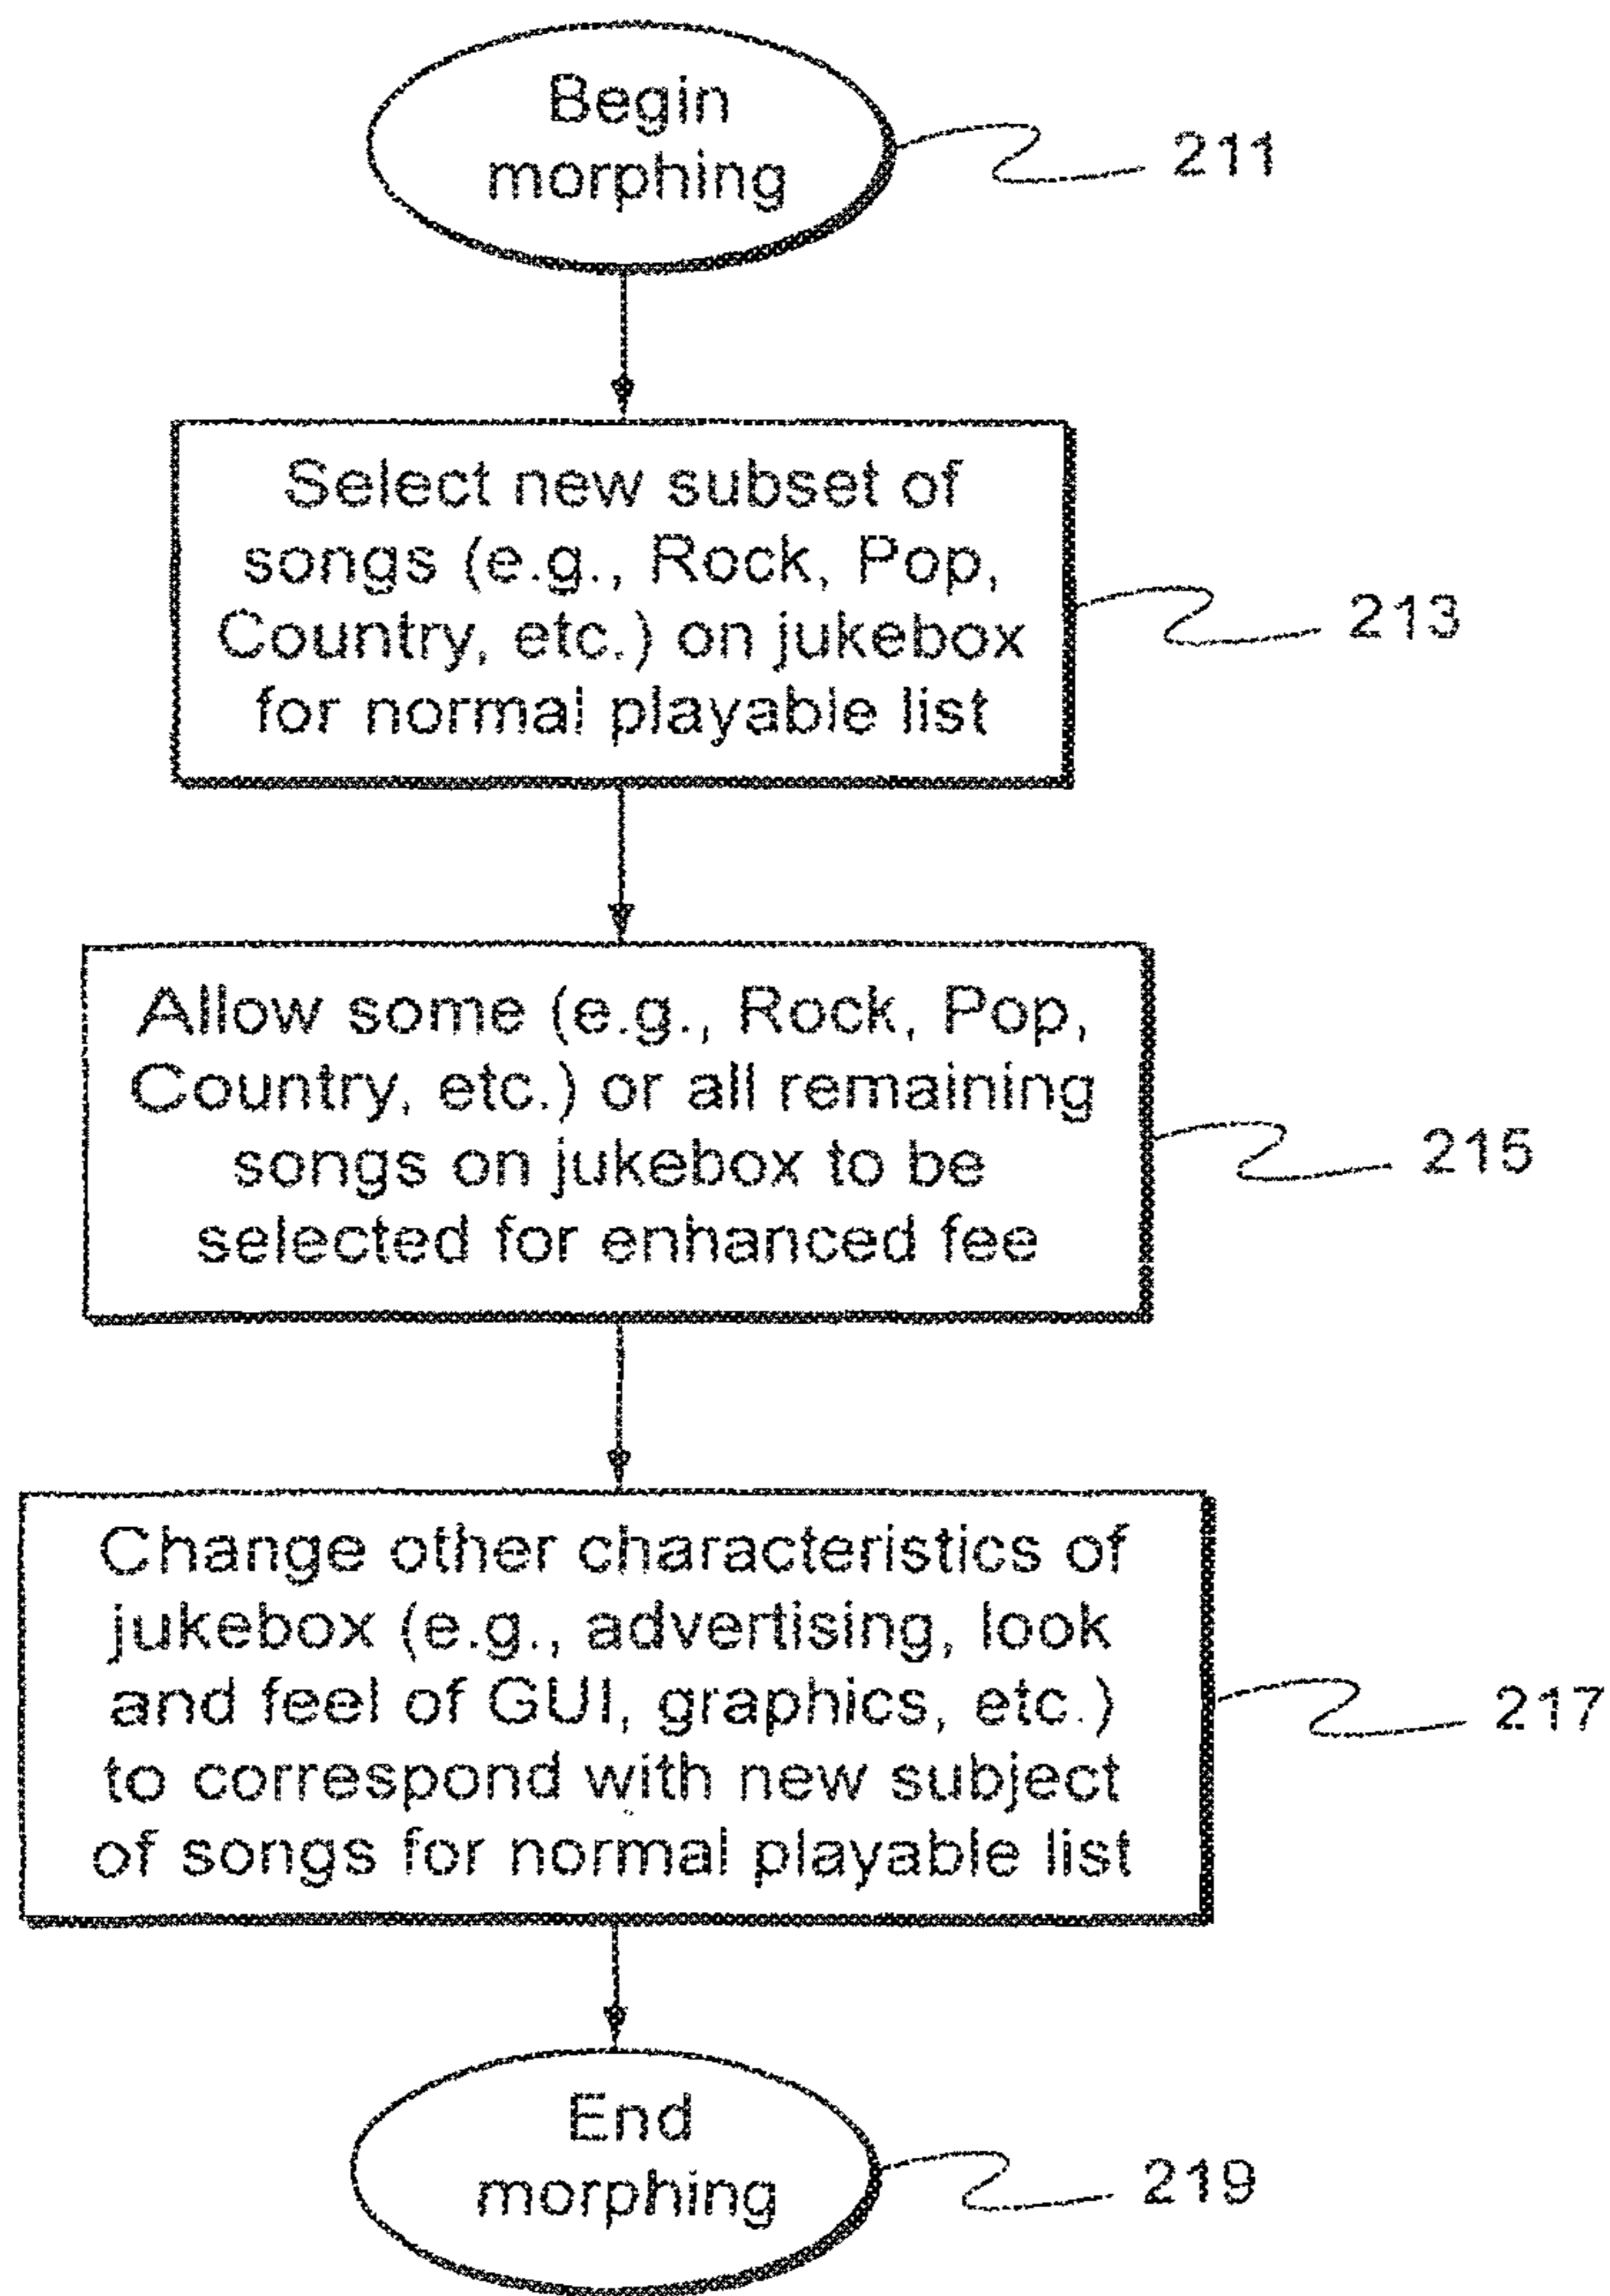 Begin
morphing
211
Select new subset of
songs (e.g., Rock, Pop,
Country, etc.) on jukebox
for normal playable list
213
Allow some (e.g., Rock, Pop,
Country, etc.) or all remaining
songs on jukebox to be
selected for enhanced fee
215
Change other characteristics of
jukebox (e.g., advertising, look
and feel of GUI, graphics, etc.)
to correspond with new subject
of songs for normal playable list
217
End
morphing
219